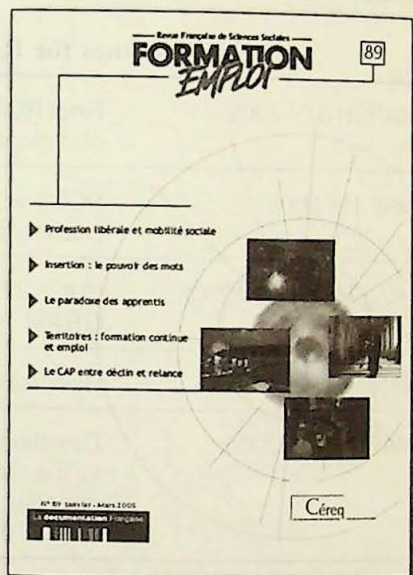 nes for
Revue Française de Sciences Sociales
FORMATION
EMPLOI
89
Profession libérale et mobilité sociale
Insertion : le pouvoir des mots
Le paradoxe des apprentis
Territoires : formation continue
et emploi
Le CAP entre déclin et relance
N° 89 Janvier - Mars 2005
La documentation Française
Céreq